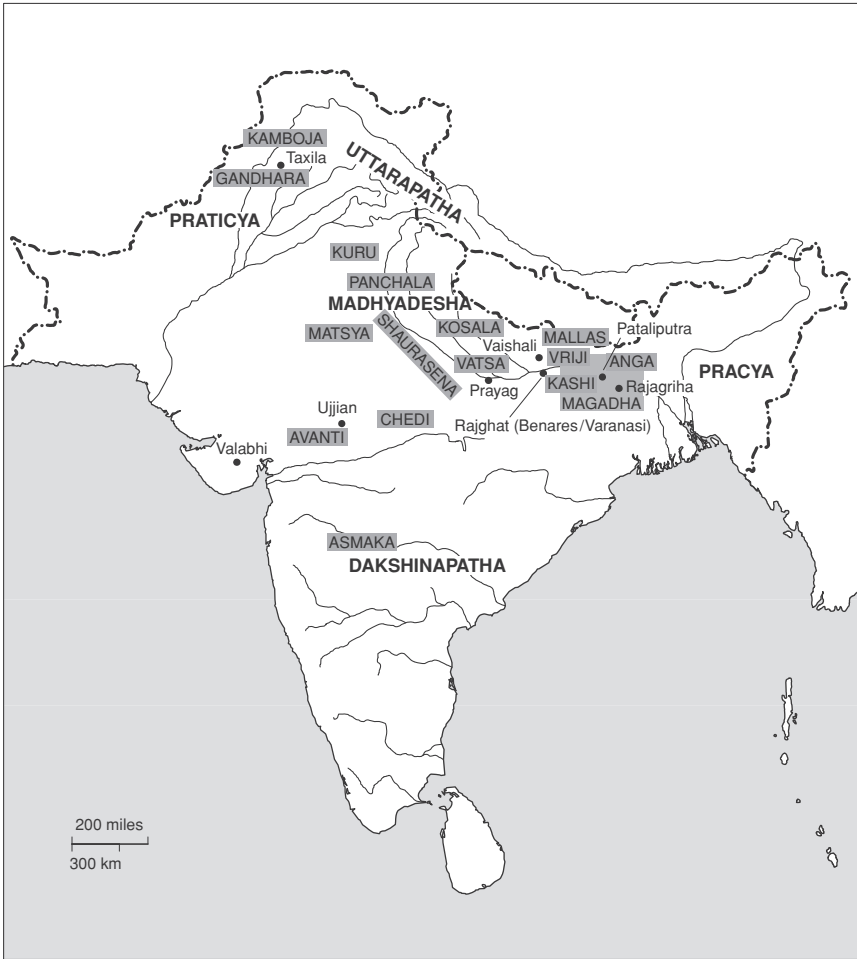 KAMBOJA
Taxila
GANDHARA
UTTARAPATHA
PRATICYA
KURU
PANCHALA
MADHYADESHA
MATSYA
SHAURASENA
KOSALA
MALLAS
Pataliputra
Vaishali
VRIJI
ANGA
VATSA
PRACYA
KASHI
Rajagriha
Prayag
MAGADHA
Ujjian
CHEDI
Rajghat (Benares/Varanasi)
AVANTI
Valabhi
ASMAKA
DAKSHINAPATHA
200 miles
300 km